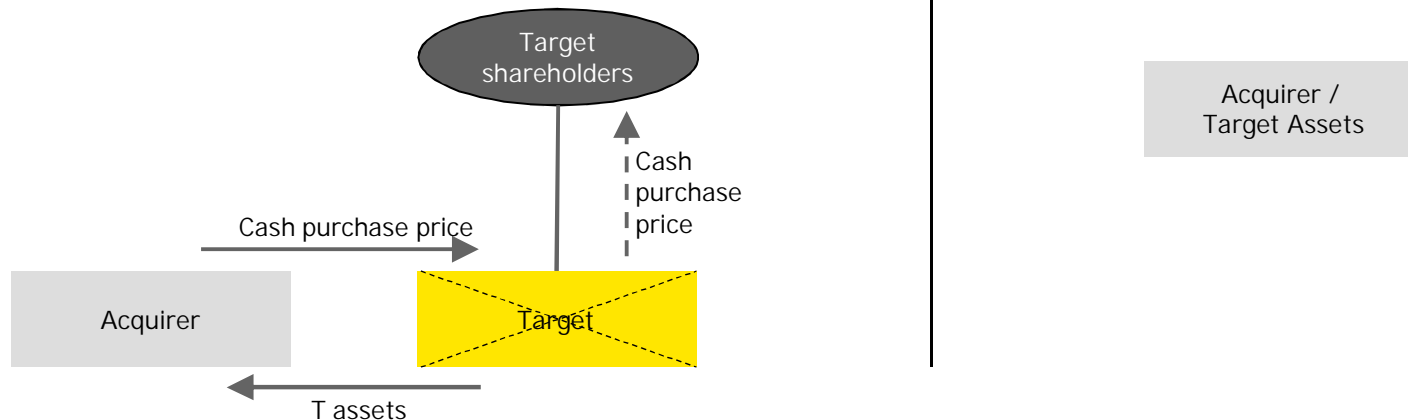 Target
shareholders
Acquirer /
Target Assets
Cash
purchase
price
Cash purchase price
Acquirer
Target
T assets